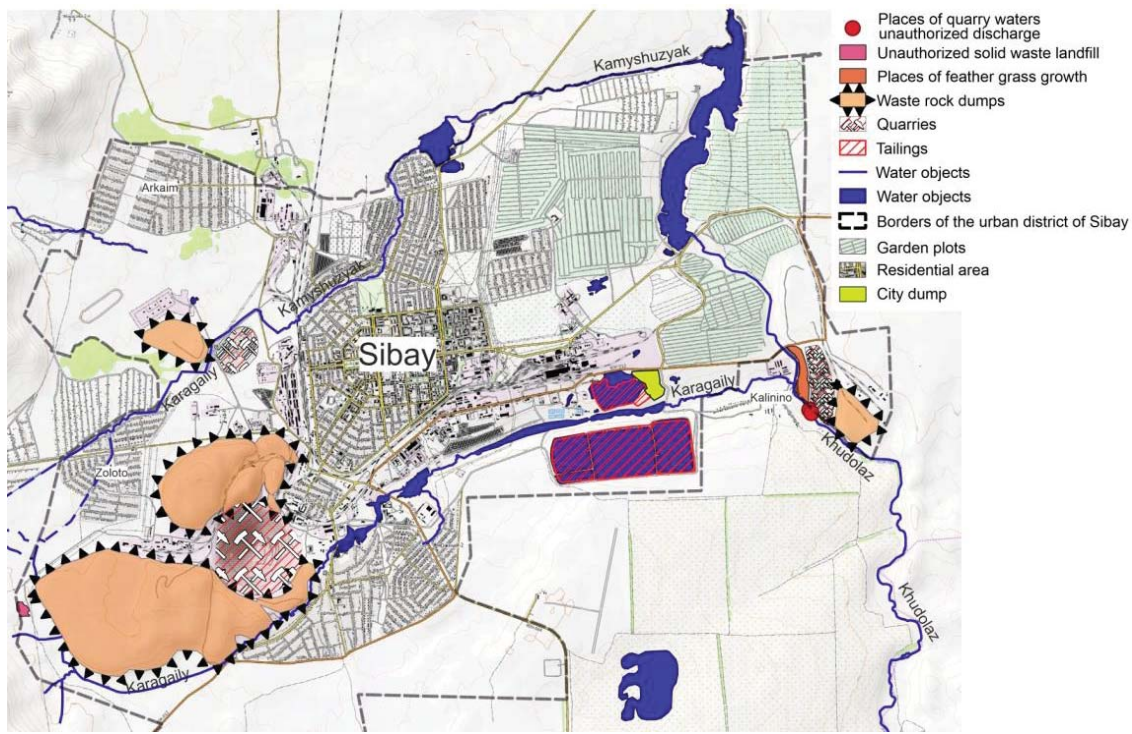 Kamyshuzyak
Arkaim
Kamyshuzyak
Sibay
Karagaily
Karagaily
Kalinino
Zoloto
Khudolaz
Khudolaz
Karagaily
Places of quarry waters
unauthorized discharge
Unauthorized solid waste landfill
Places of feather grass growth
Waste rock dumps
Quarries
Tailings
Water objects
Water objects
Borders of the urban district of Sibay
Garden plots
Residential area
City dump